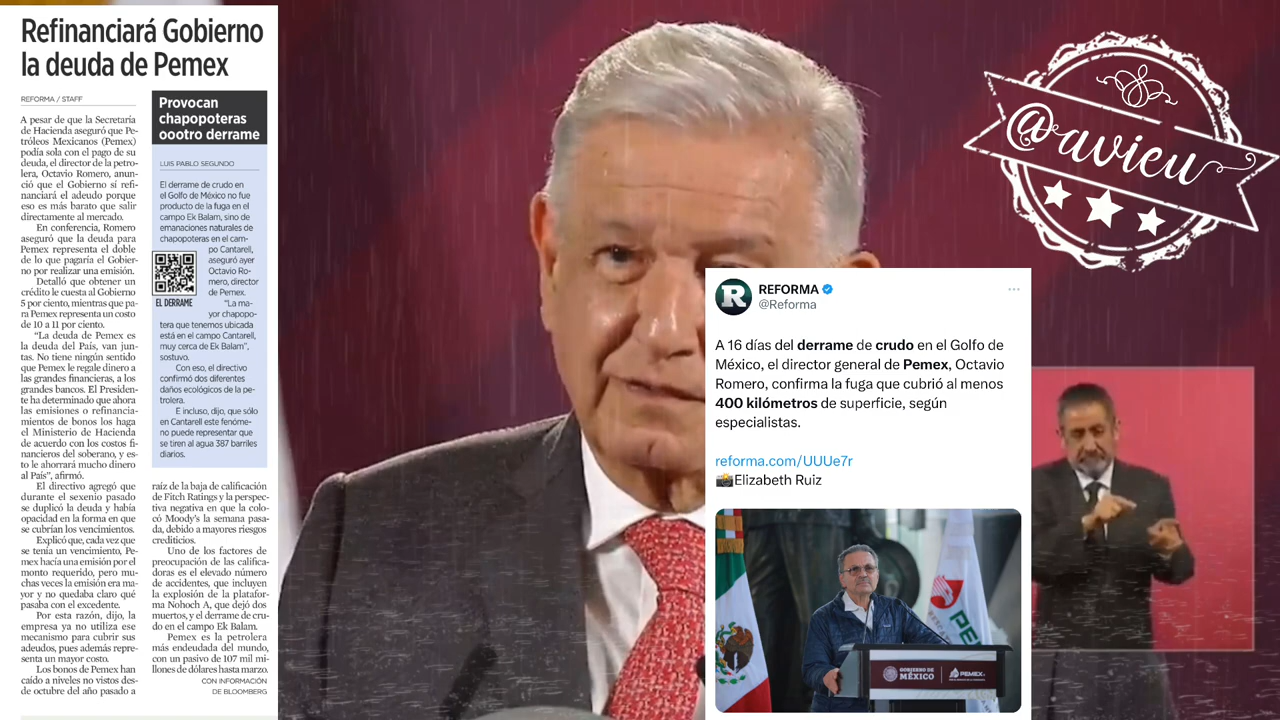 Refinanciará Gobierno
la deuda de Pemex
REFORMA / STAFF
A pesar de que la Secretaría
de Hacienda aseguró que Pe-
tróleos Mexicanos (Pemex)
podía sola con el pago de su
deuda, el director de la petro-
lera, Octavio Romero, anun-
ció que el Gobierno sí refi-
nanciará el adeudo porque
eso es más barato que salir
directamente al mercado.
En conferencia, Romero
aseguró que la deuda para
Pemex representa el doble
de lo que pagaría el Gobier-
no por realizar una emisión.
Detalló que obtener un
crédito le cuesta al Gobierno
5 por ciento, mientras que pa-
ra Pemex representa un costo
de 10 a 11 por ciento.
“La deuda de Pemex es
la deuda del País, van jun-
tas. No tiene ningún sentido
que Pemex le regale dinero a
las grandes financieras, a los
grandes bancos. El Presiden-
te ha determinado que ahora
las emisiones o refinancia-
mientos de bonos los haga
el Ministerio de Hacienda
de acuerdo con los costos fi-
nancieros del soberano, y es-
to le ahorrará mucho dinero
al País”, afirmó.
El directivo agregó que
durante el sexenio pasado
se duplicó la deuda y había
opacidad en la forma en que
se cubrían los vencimientos.
Explicó que, cada vez que
se tenía un vencimiento, Pe-
mex hacía una emisión por el
monto requerido, pero mu-
chas veces la emisión era ma-
yor y no quedaba claro qué
pasaba con el excedente.
Por esta razón, dijo, la
empresa ya no utiliza ese
mecanismo para cubrir sus
adeudos, pues además repre-
senta un mayor costo.
Los bonos de Pemex han
caído a niveles no vistos des-
de octubre del año pasado a
Provocan
chapopoteras
oootro derrame
LUIS PABLO SEGUNDO
El derrame de crudo en
el Golfo de México no fue
producto de la fuga en el
campo Ek Balam, sino de
emanaciones naturales de
chapopoteras en el cam-
po Cantarell,
aseguró ayer
Octavio Ro-
mero, director
de Pemex.
“La ma-
yor chapopo-
EL DERRAME
tera que tenemos ubicada
está en el campo Cantarell,
muy cerca de Ek Balam”,
sostuvo.
Con eso, el directivo
confirmó dos diferentes
daños ecológicos de la pe-
trolera.
E incluso, dijo, que sólo
en Cantarell este fenóme-
no puede representar que
se tiren al agua 387 barriles
diarios.
raíz de la baja de calificación
de Fitch Ratings y la perspec-
tiva negativa en que la colo-
có Moody’s la semana pasa-
da, debido a mayores riesgos
crediticios.
Uno de los factores de
preocupación de las califica-
doras es el elevado número
de accidentes, que incluyen
la explosión de la platafor-
ma Nohoch A, que dejó dos
muertos, y el derrame de cru-
do en el campo Ek Balam.
Pemex es la petrolera
más endeudada del mundo,
con un pasivo de 107 mil mi-
llones de dólares hasta marzo.
CON INFORMACIÓN
DE BLOOMBERG
@avieu
R
REFORMA
@Reforma
A 16 días del derrame de crudo en el Golfo de
México, el director general de Pemex, Octavio
Romero, confirma la fuga que cubrió al menos
400 kilómetros de superficie, según
especialistas.
reforma.com/UUUe7r
📸Elizabeth Ruiz
PE
GOBIERNO DE
MÉXICO
PEMEX